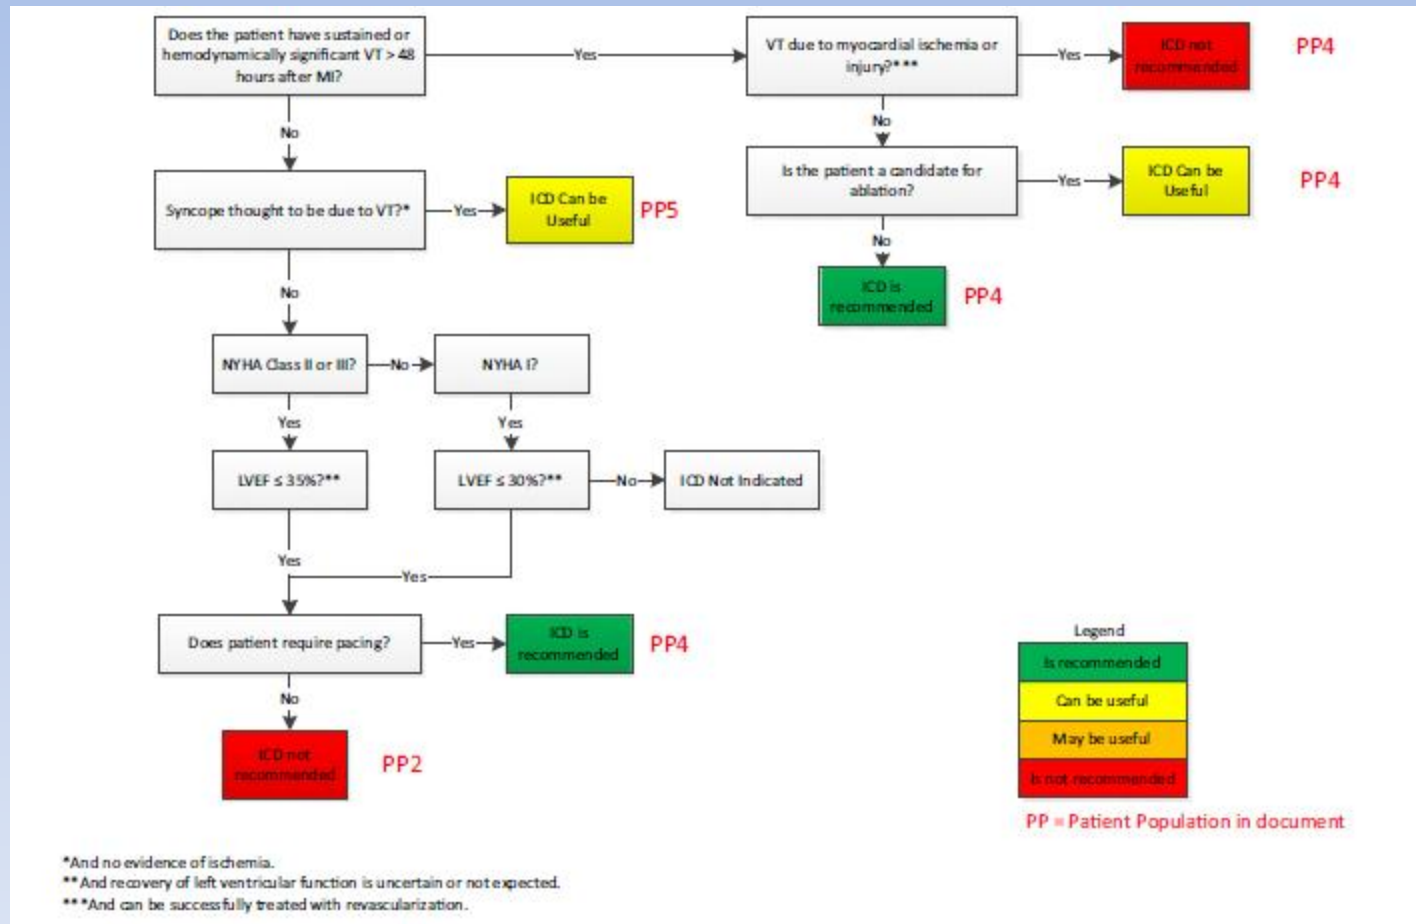 Does the patient have sustained or
hemodynamically significant VT > 48
hours after MI?
Yes
VT due to myocardial ischemia or
injury?***
Yes
ICD not
recommended
PP4
No
No
Syncope thought to be due to VT?*
Yes
ICD Can be
Useful
PP5
Is the patient a candidate for
ablation?
Yes
ICD Can be
Useful
PP4
No
No
ICD is
recommended
PP4
NYHA Class II or III?
No
NYHA I?
Yes
Yes
LVEF ≤ 35%?**
LVEF ≤ 30%?**
No
ICD Not Indicated
Yes
Yes
Does patient require pacing?
Yes
ICD is
recommended
PP4
No
ICD not
recommended
PP2
Legend
Is recommended
Can be useful
May be useful
Is not recommended
PP = Patient Population in document
*And no evidence of ischemia.
**And recovery of left ventricular function is uncertain or not expected.
***And can be successfully treated with revascularization.